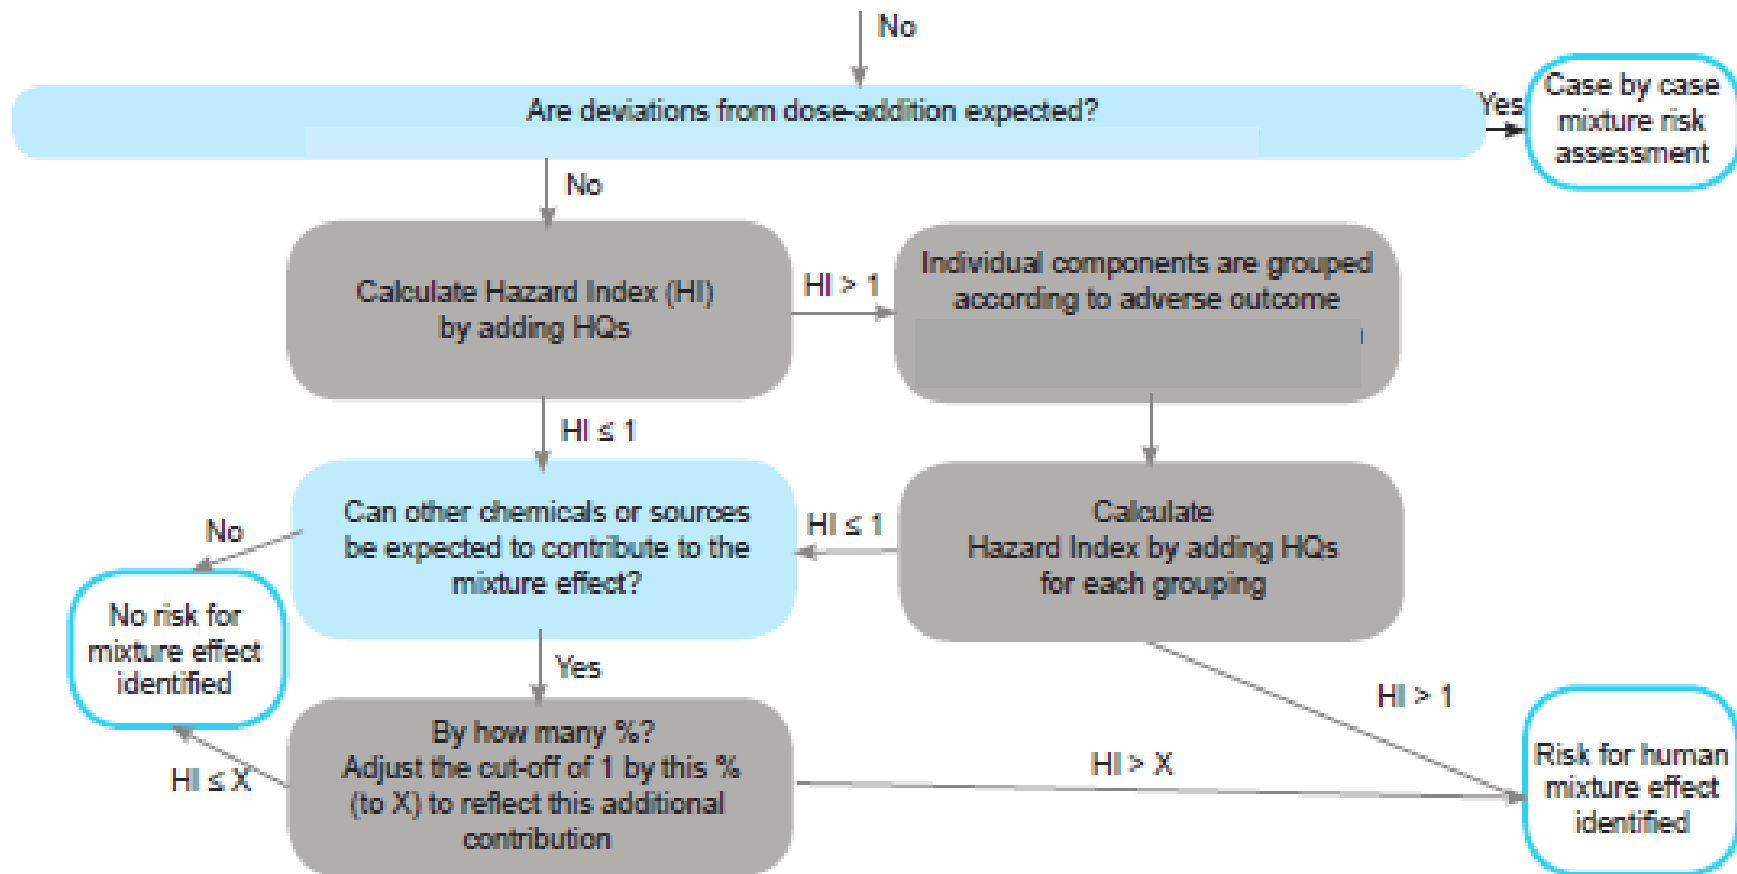 No
Are deviations from dose-addition expected?
Yes
Case by case
mixture risk
assessment
No
Calculate Hazard Index (HI)
by adding HQs
HI > 1
Individual components are grouped
according to adverse outcome
HI ≤ 1
Can other chemicals or sources
be expected to contribute to the
mixture effect?
HI ≤ 1
Calculate
Hazard Index by adding HQs
for each grouping
No
No risk for
mixture effect
identified
Yes
HI > 1
By how many %?
Adjust the cut-off of 1 by this %
(to X) to reflect this additional
contribution
HI ≤ X
HI > X
Risk for human
mixture effect
identified